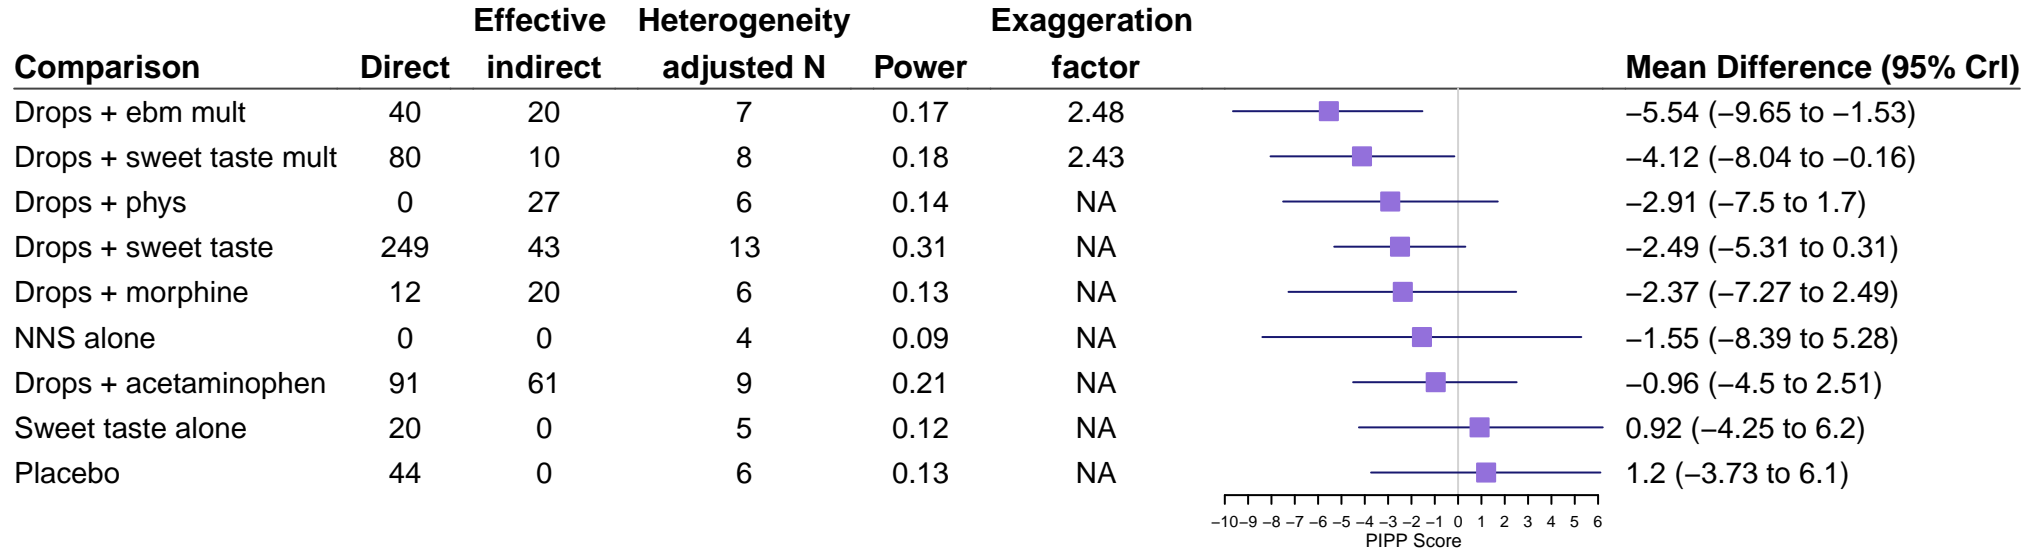 Effective Heterogeneity Exaggeration
Comparison Direct indirect adjusted N Power factor Mean Difference (95% CrI)
Drops + ebm mult 40 20 7 0.17 2.48 −5.54 (−9.65 to −1.53)
Drops + sweet taste mult 80 10 8 0.18 2.43 −4.12 (−8.04 to −0.16)
Drops + phys 0 27 6 0.14 NA −2.91 (−7.5 to 1.7)
Drops + sweet taste 249 43 13 0.31 NA −2.49 (−5.31 to 0.31)
Drops + morphine 12 20 6 0.13 NA −2.37 (−7.27 to 2.49)
NNS alone 0 0 4 0.09 NA −1.55 (−8.39 to 5.28)
Drops + acetaminophen 91 61 9 0.21 NA −0.96 (−4.5 to 2.51)
Sweet taste alone 20 0 5 0.12 NA 0.92 (−4.25 to 6.2)
Placebo 44 0 6 0.13 NA 1.2 (−3.73 to 6.1)
−10 −9 −8 −7 −6 −5 −4 −3 −2 −1 0 1 2 3 4 5 6
PIPP Score